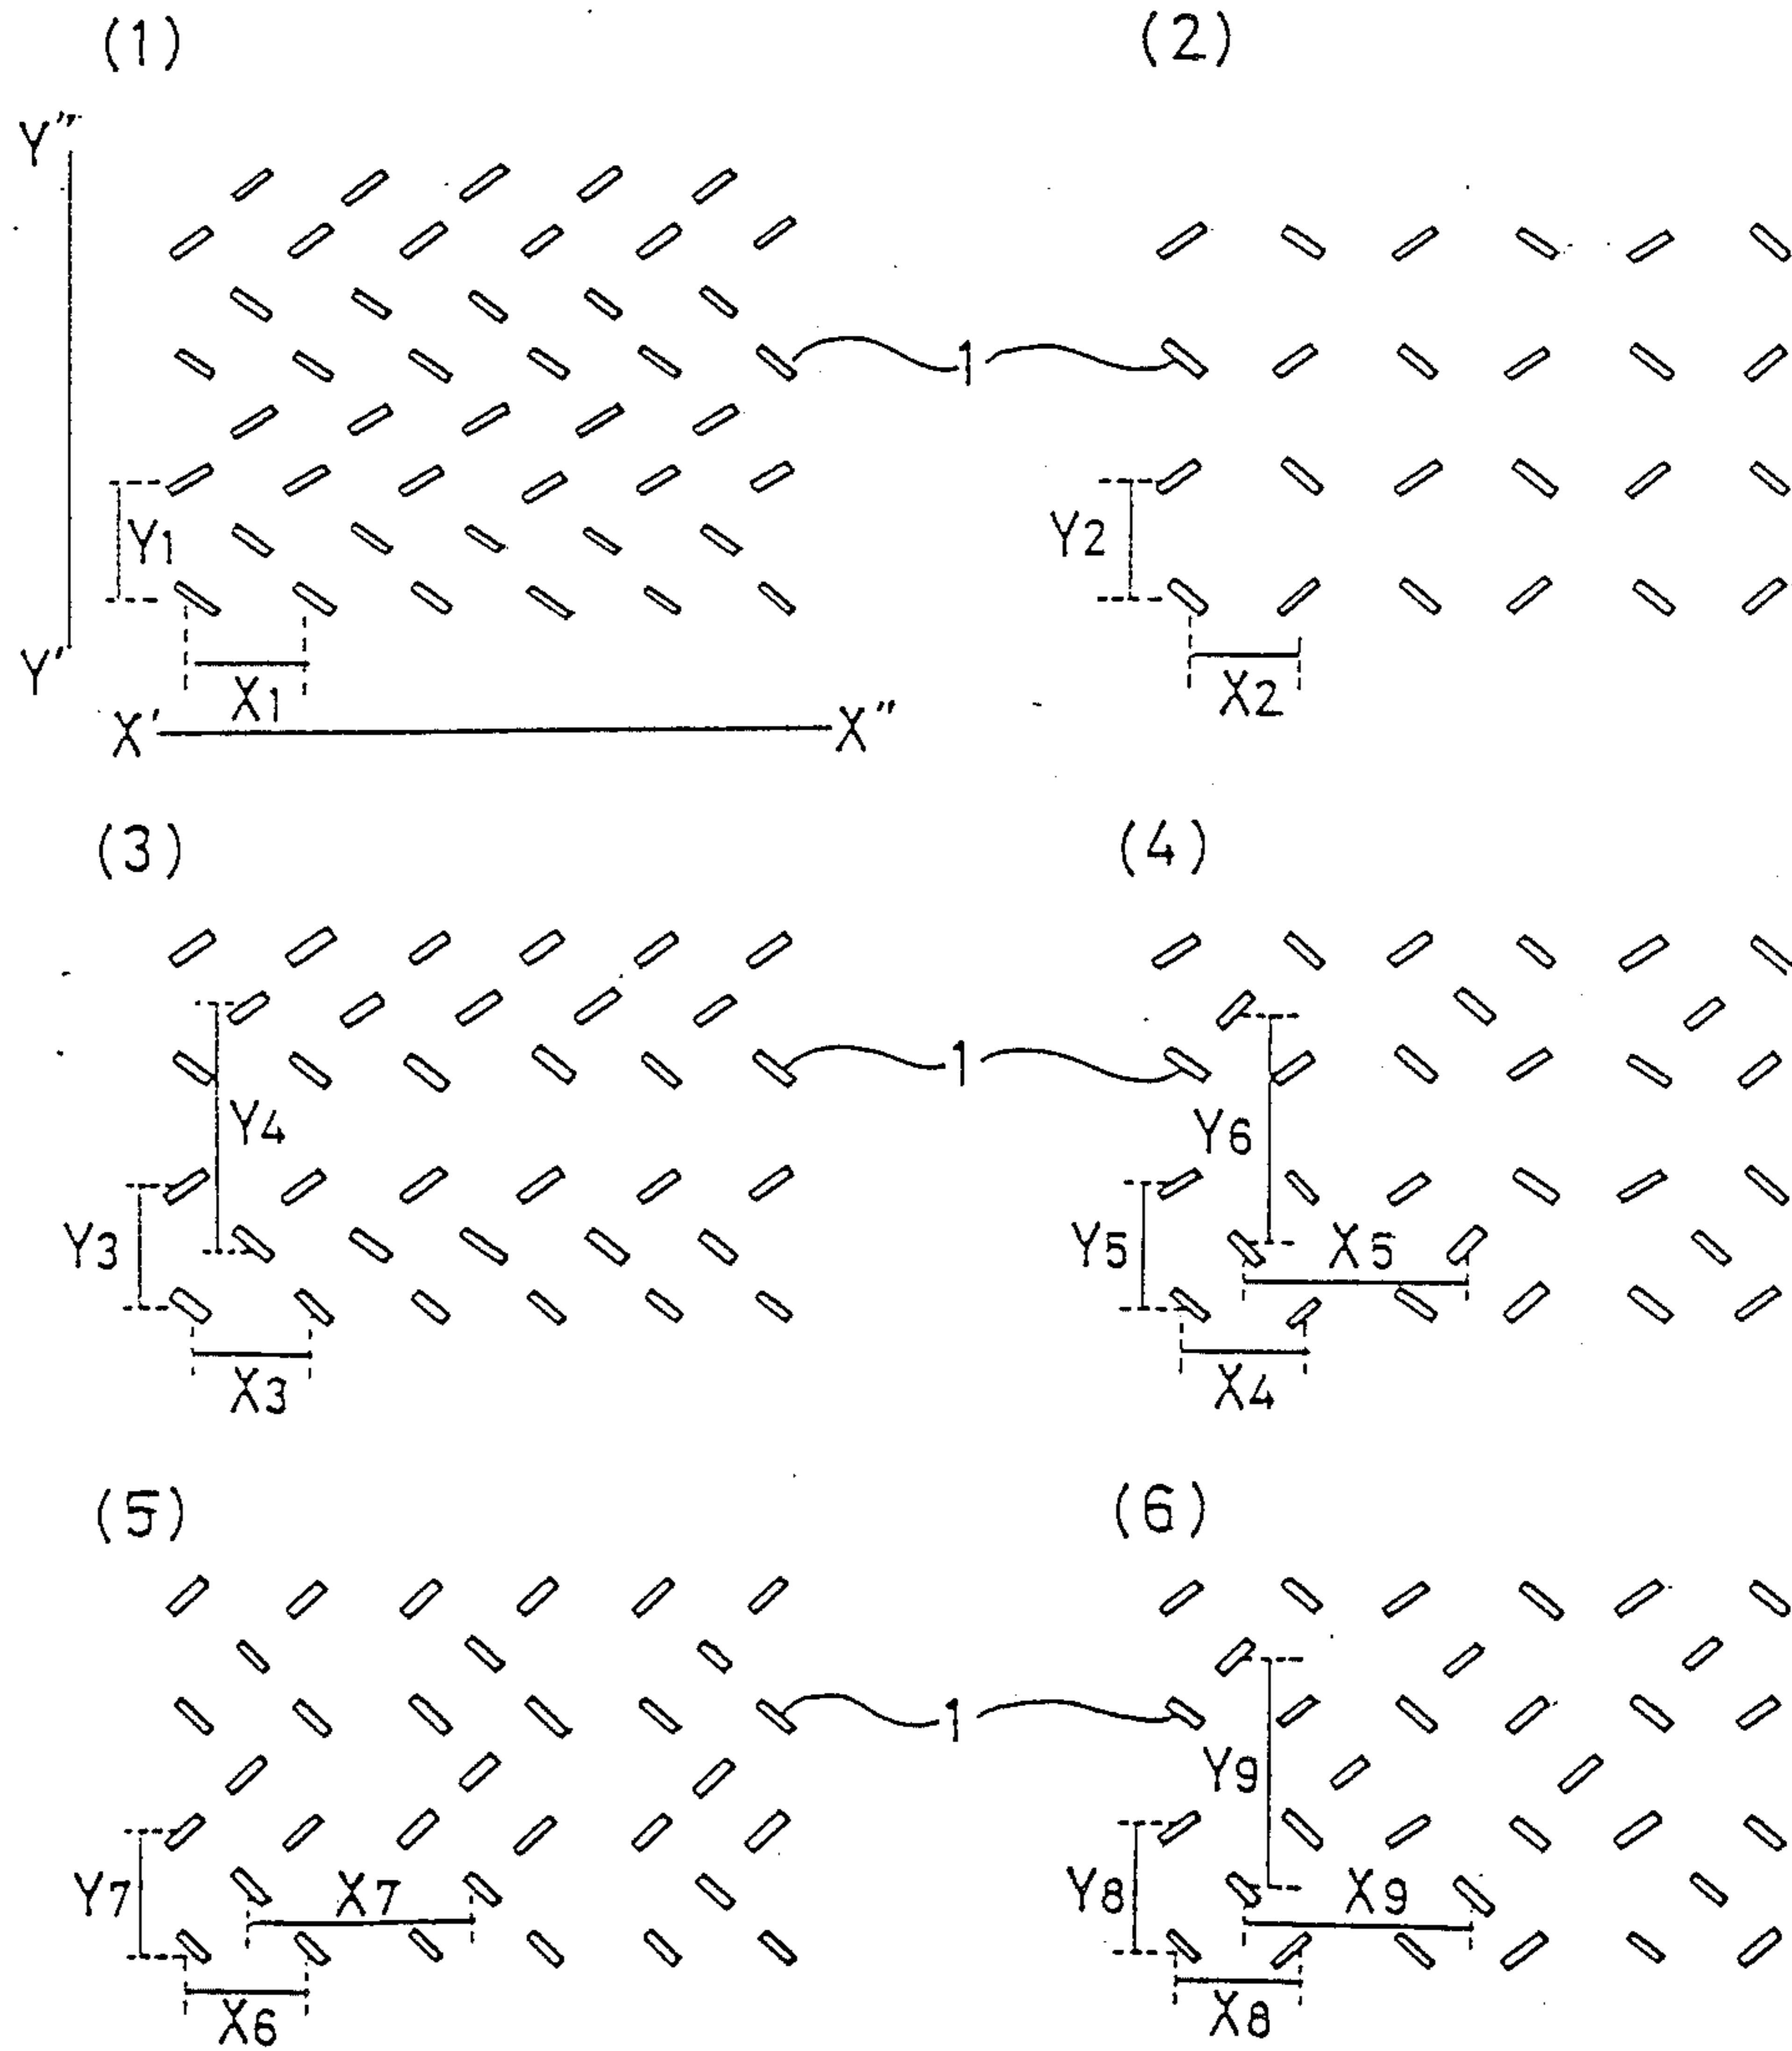 (1) (2)
Y"
1
Y1 Y2
Y'
X1 X2
X' X"
(3) (4)
1
Y4 Y6
Y3 Y5 X5
X3 X4
(5) (6)
1
Y9
Y7 X7 Y8 X9
X6 X8